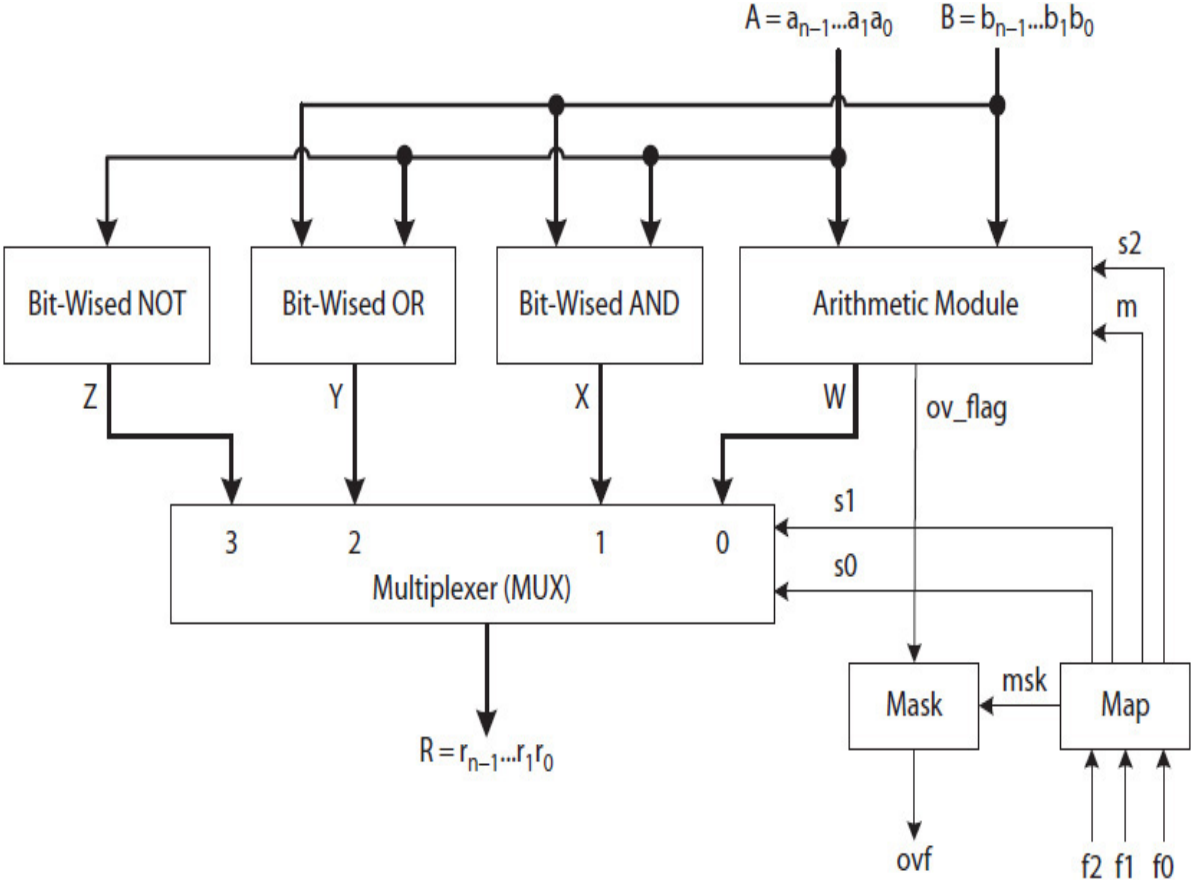 A = aₙ₋₁...a₁a₀
B = bₙ₋₁...b₁b₀
s2
Bit-Wised NOT
Bit-Wised OR
Bit-Wised AND
Arithmetic Module
m
Z
Y
X
W
ov_flag
s1
3
2
1
0
s0
Multiplexer (MUX)
msk
Mask
Map
R = rₙ₋₁...r₁r₀
ovf
f2
f1
f0